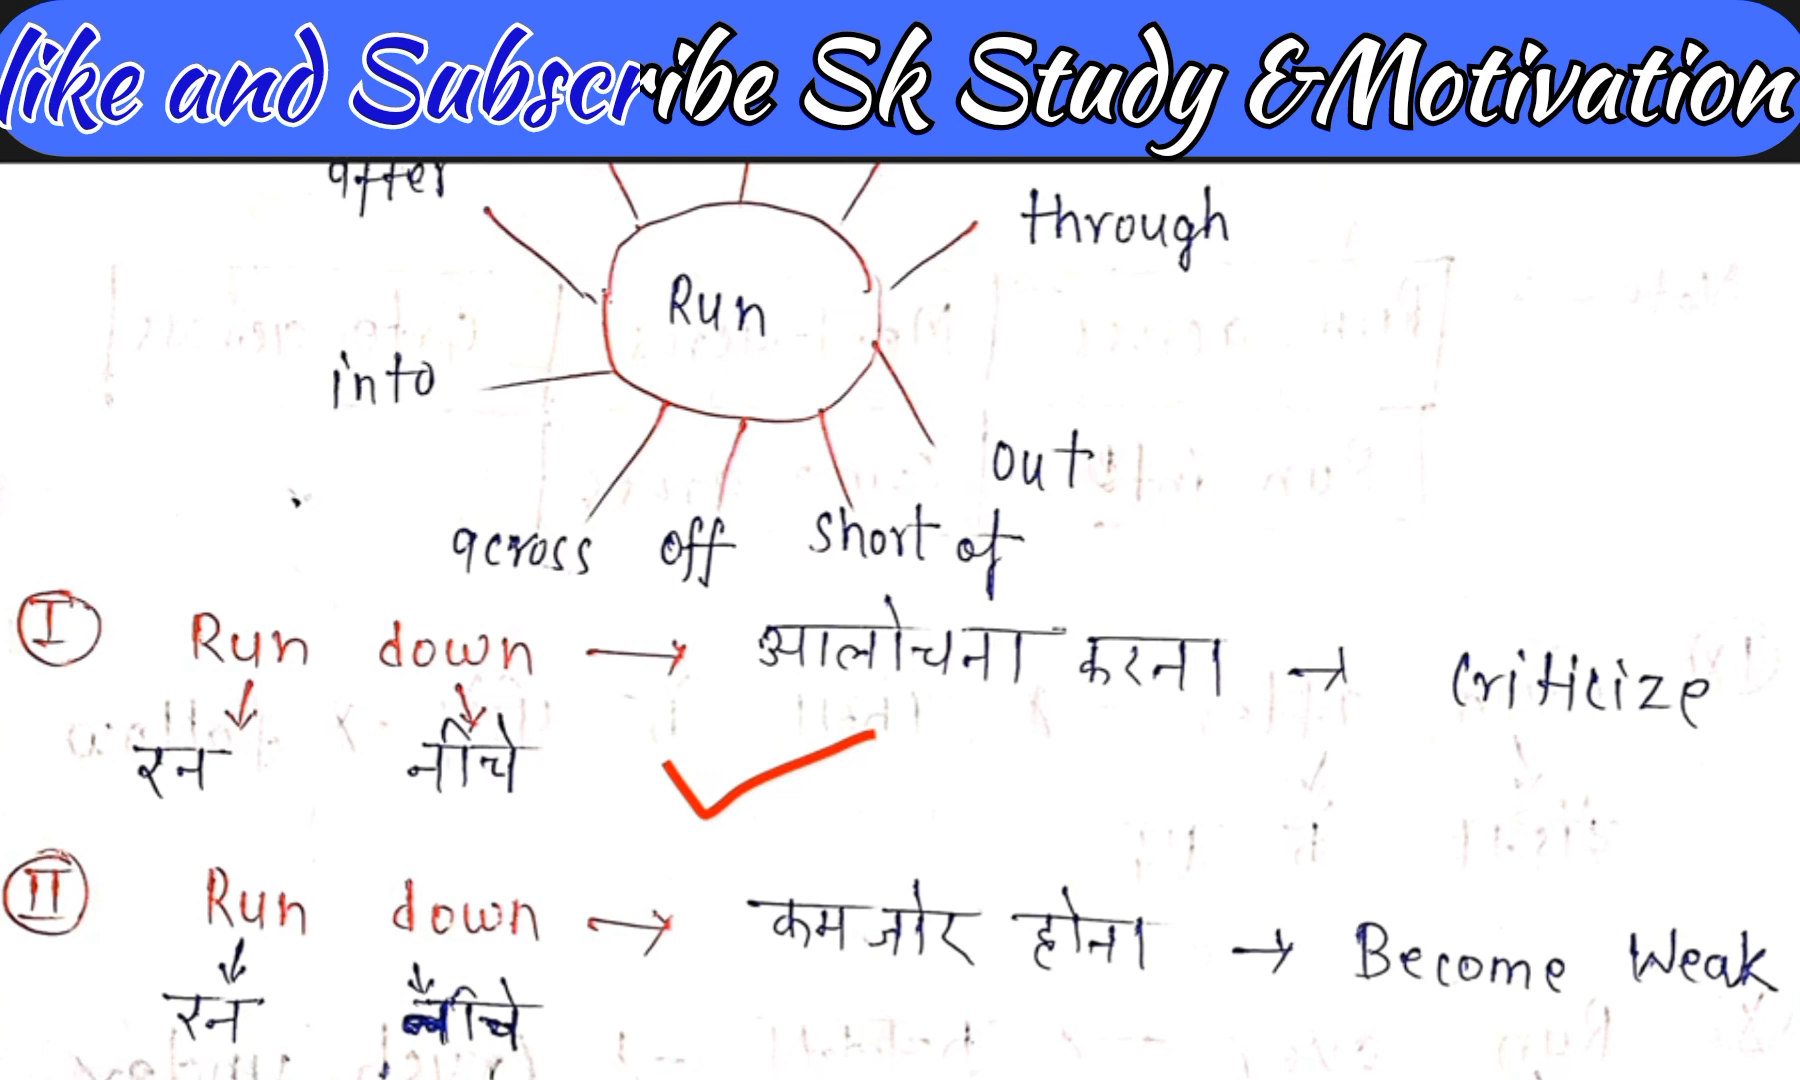 like and Subscribe Sk Study &Motivation
after
through
Run
into
out
across off short of
I Run down → आलोचना करना → Criticize
रन नीचे
II Run down → कमजोर होना → Become Weak
रन नीचे